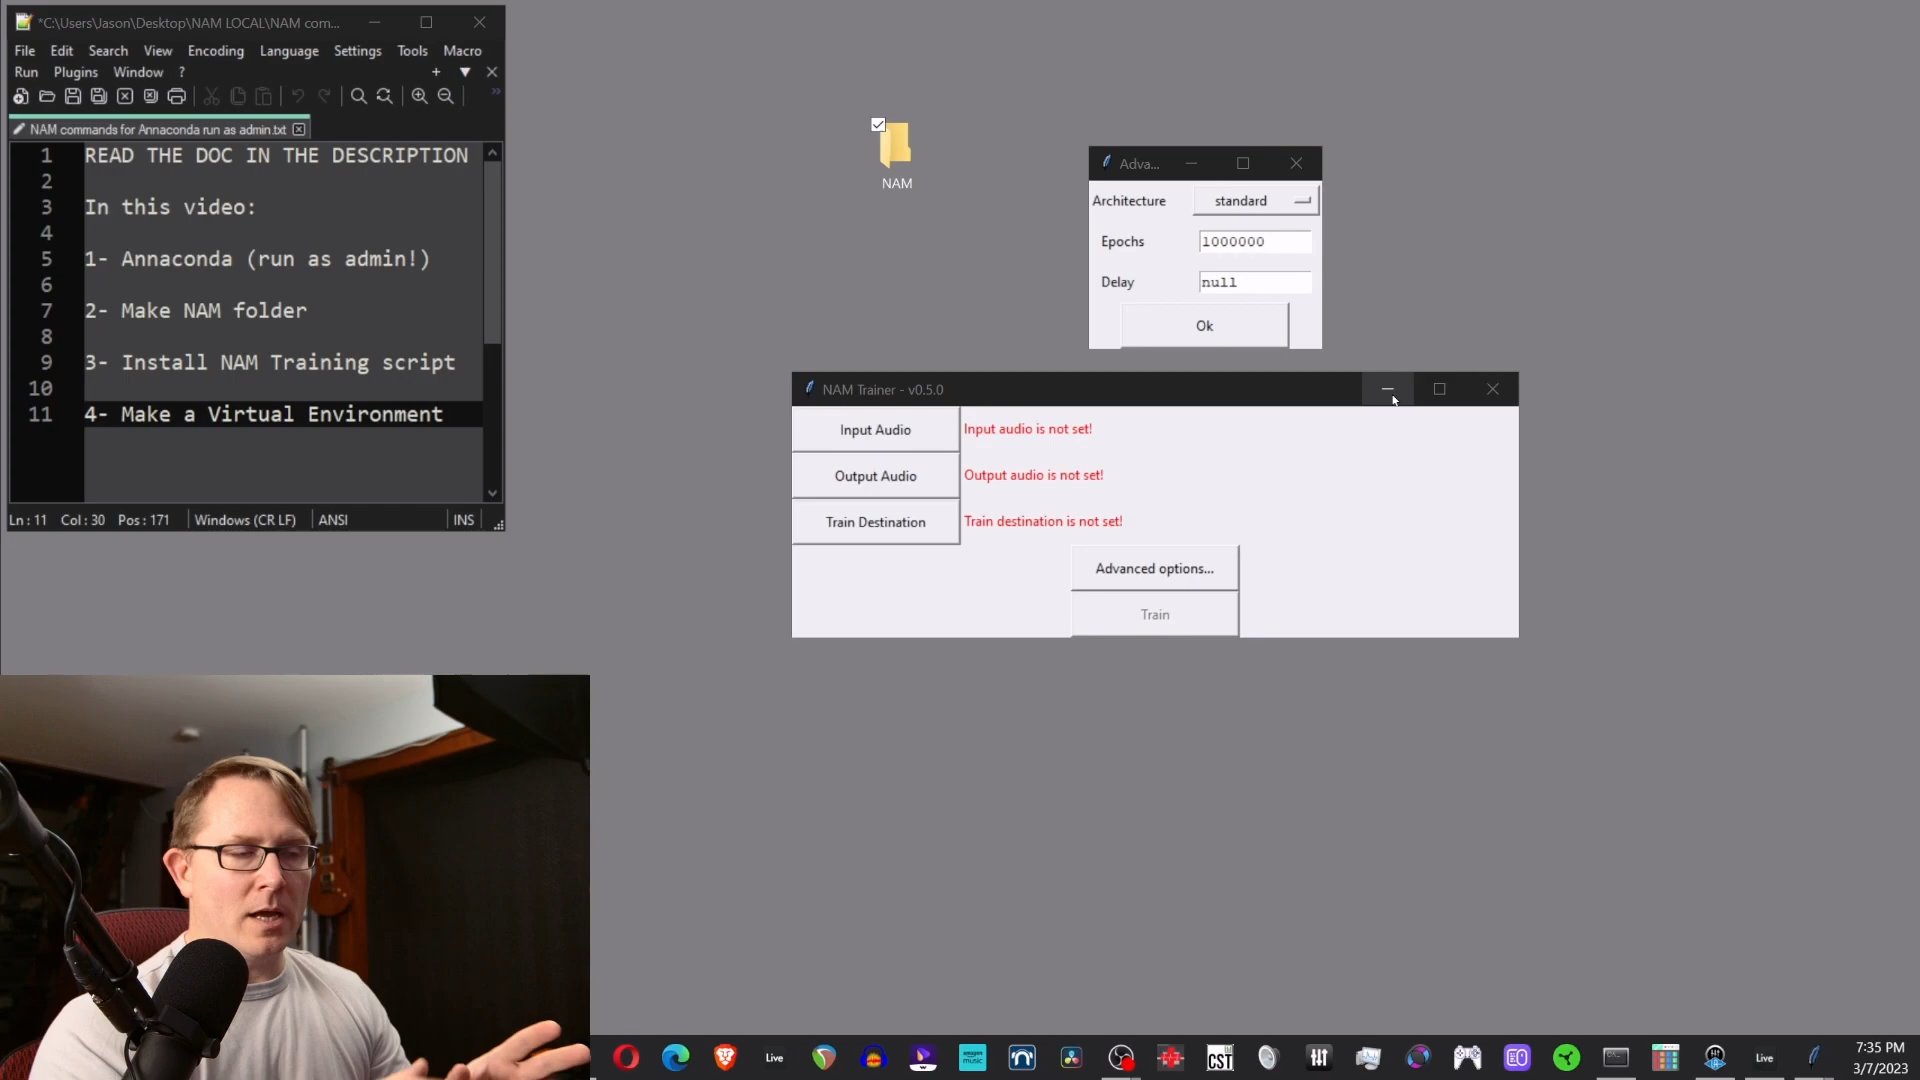 *C:\Users\Jason\Desktop\NAM LOCAL\NAM com...
File Edit Search View Encoding Language Settings Tools Macro
Run Plugins Window ?
NAM commands for Annaconda run as admin.txt
1 READ THE DOC IN THE DESCRIPTION
2
3 In this video:
4
5 1- Annaconda (run as admin!)
6
7 2- Make NAM folder
8
9 3- Install NAM Training script
10
11 4- Make a Virtual Environment
Ln: 11 Col: 30 Pos: 171 Windows (CR LF) ANSI INS
NAM
Adva...
Architecture standard
Epochs 1000000
Delay null
Ok
NAM Trainer - v0.5.0
Input Audio Input audio is not set!
Output Audio Output audio is not set!
Train Destination Train destination is not set!
Advanced options...
Train
Live
amazon music
CST
Live
7:35 PM
3/7/2023